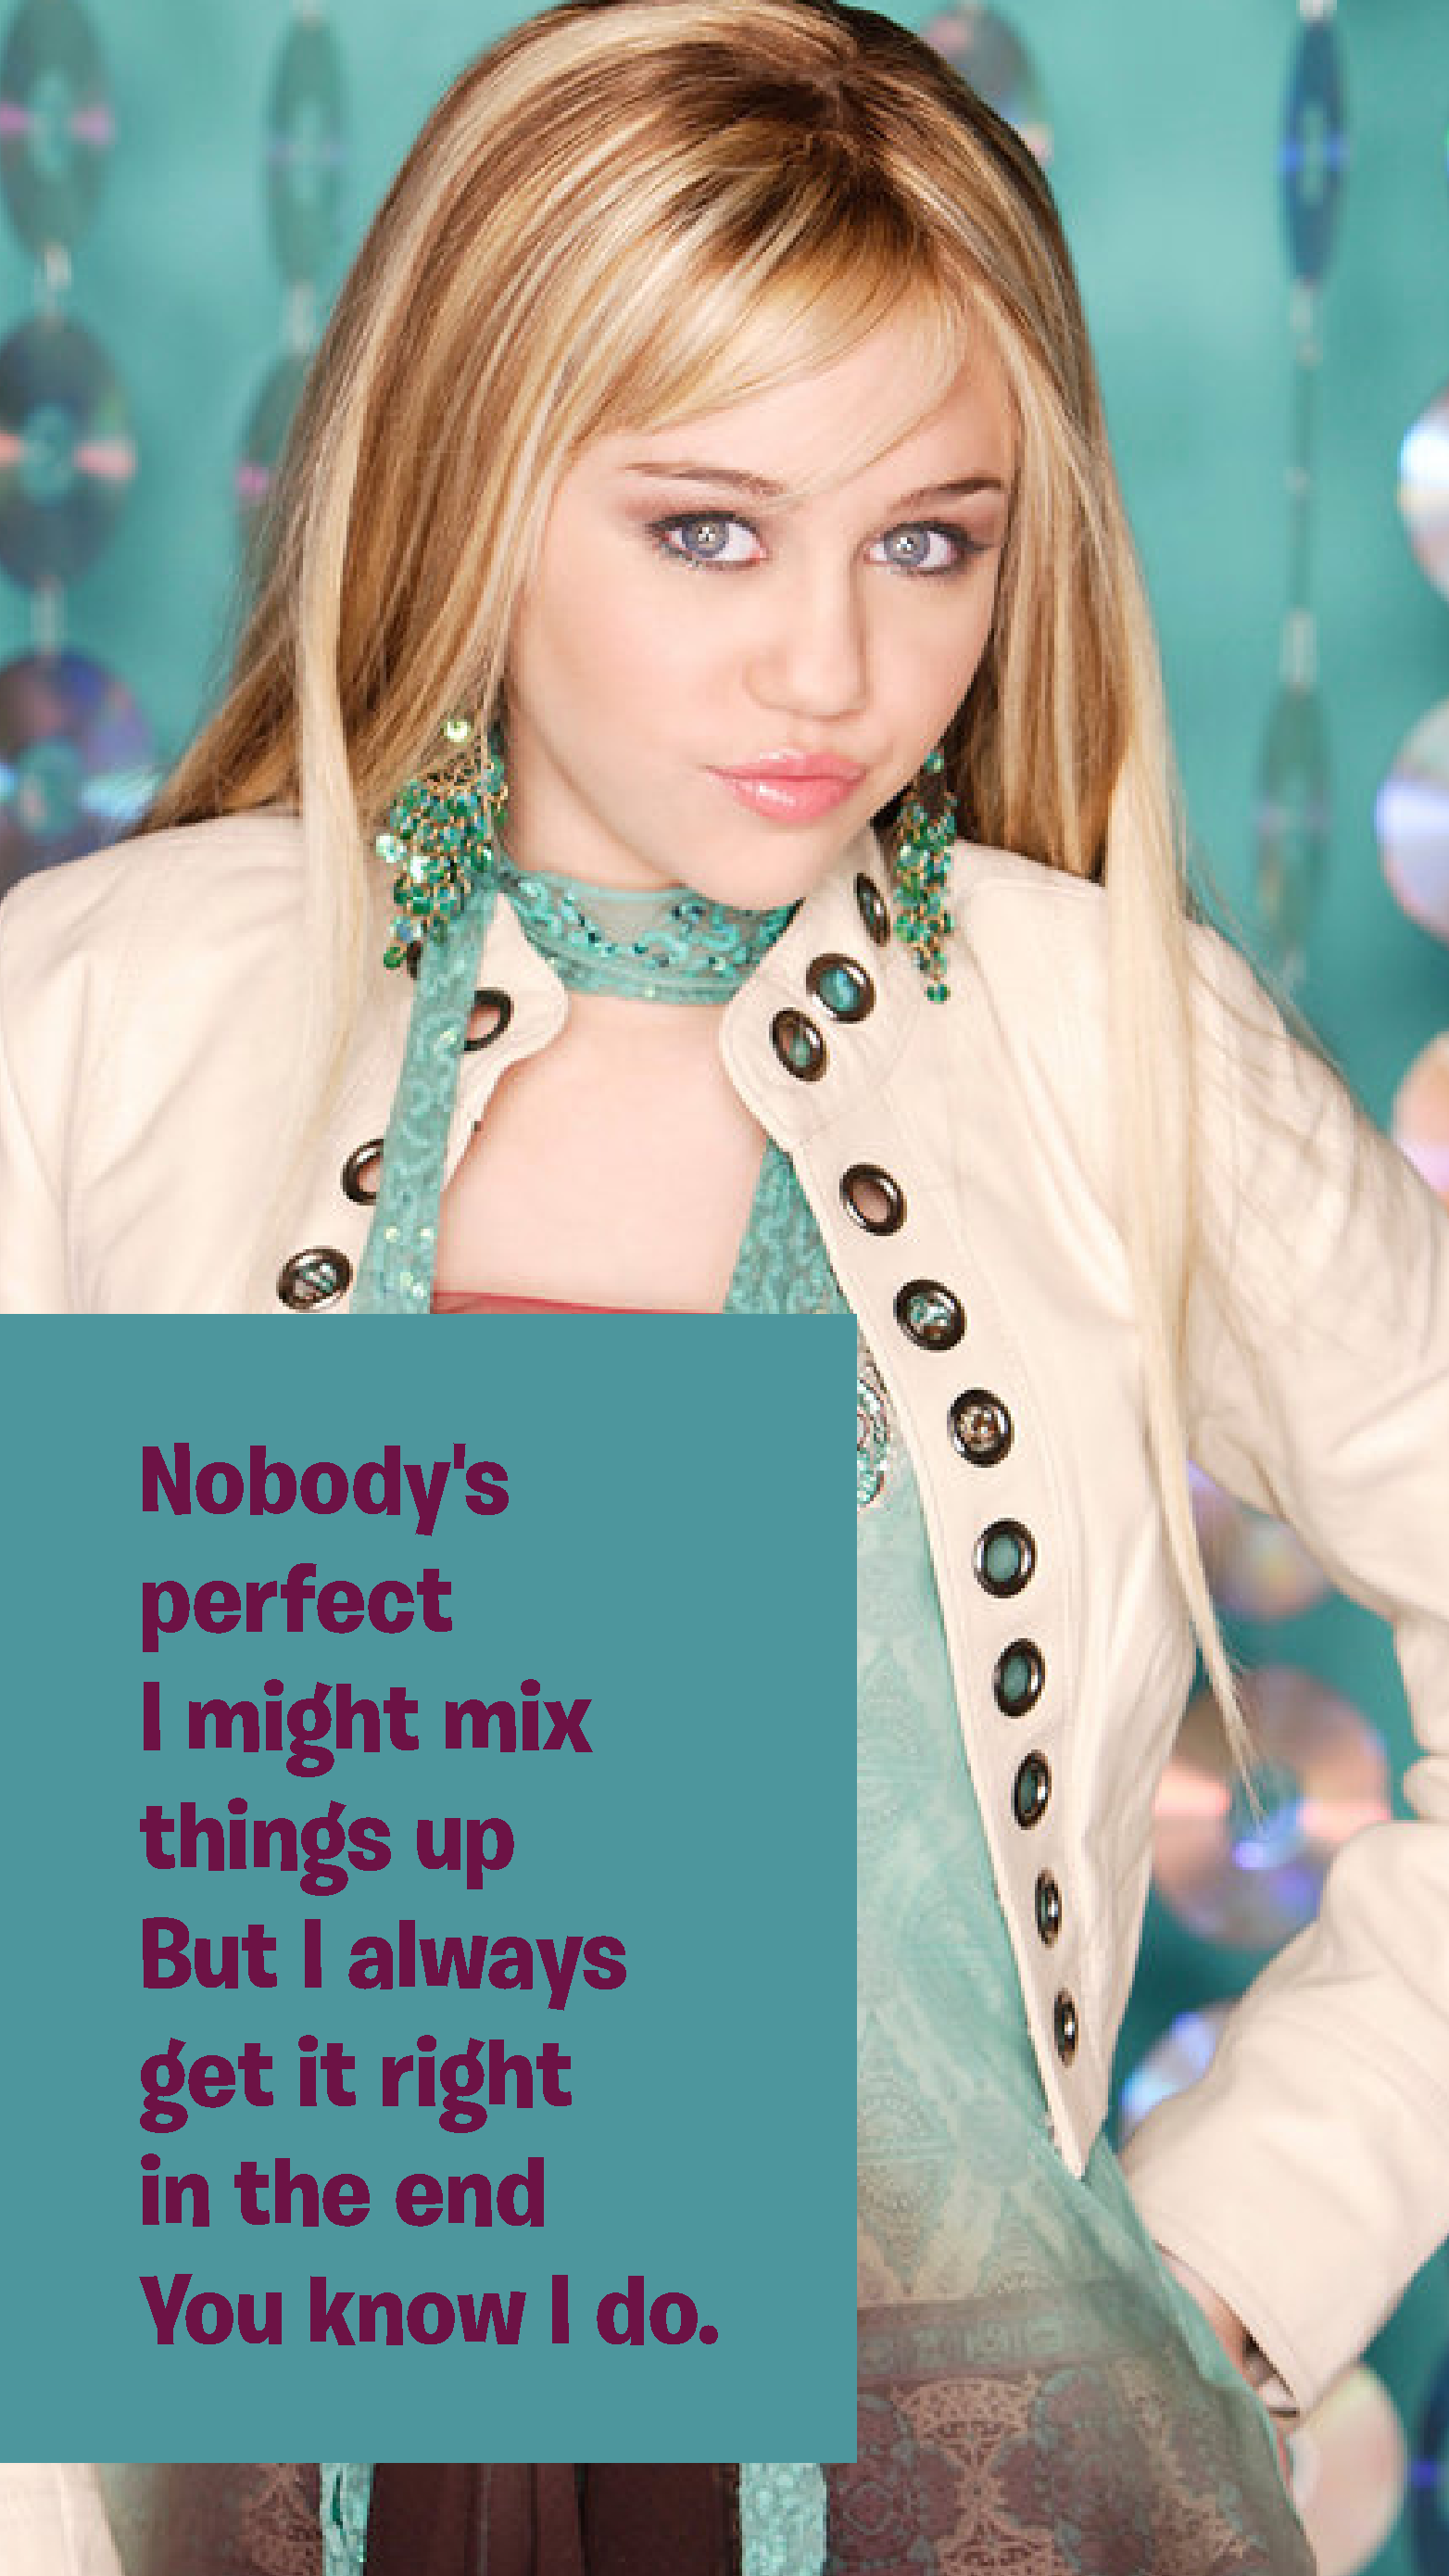 Nobody's
perfect
I might mix
things up
But I always
get it right
in the end
You know I do.